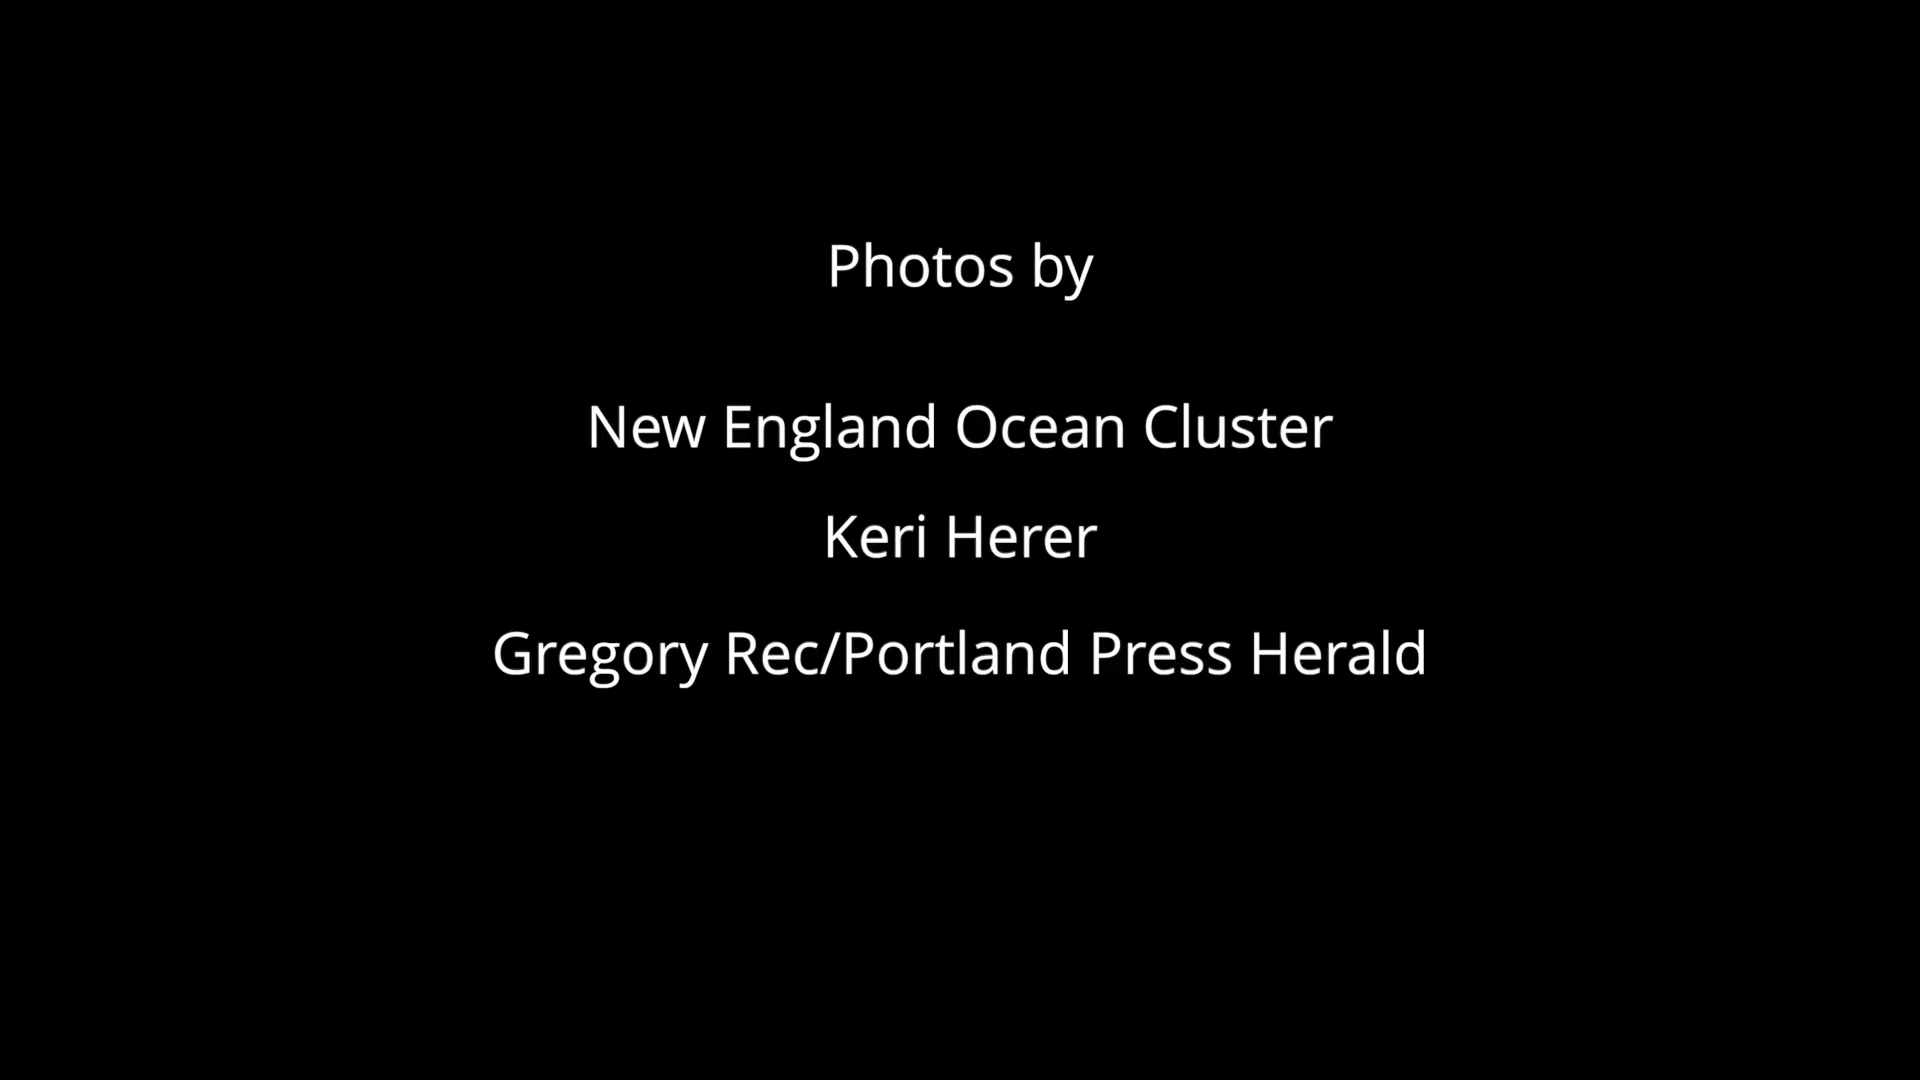 Photos by
New England Ocean Cluster
Keri Herer
Gregory Rec/Portland Press Herald